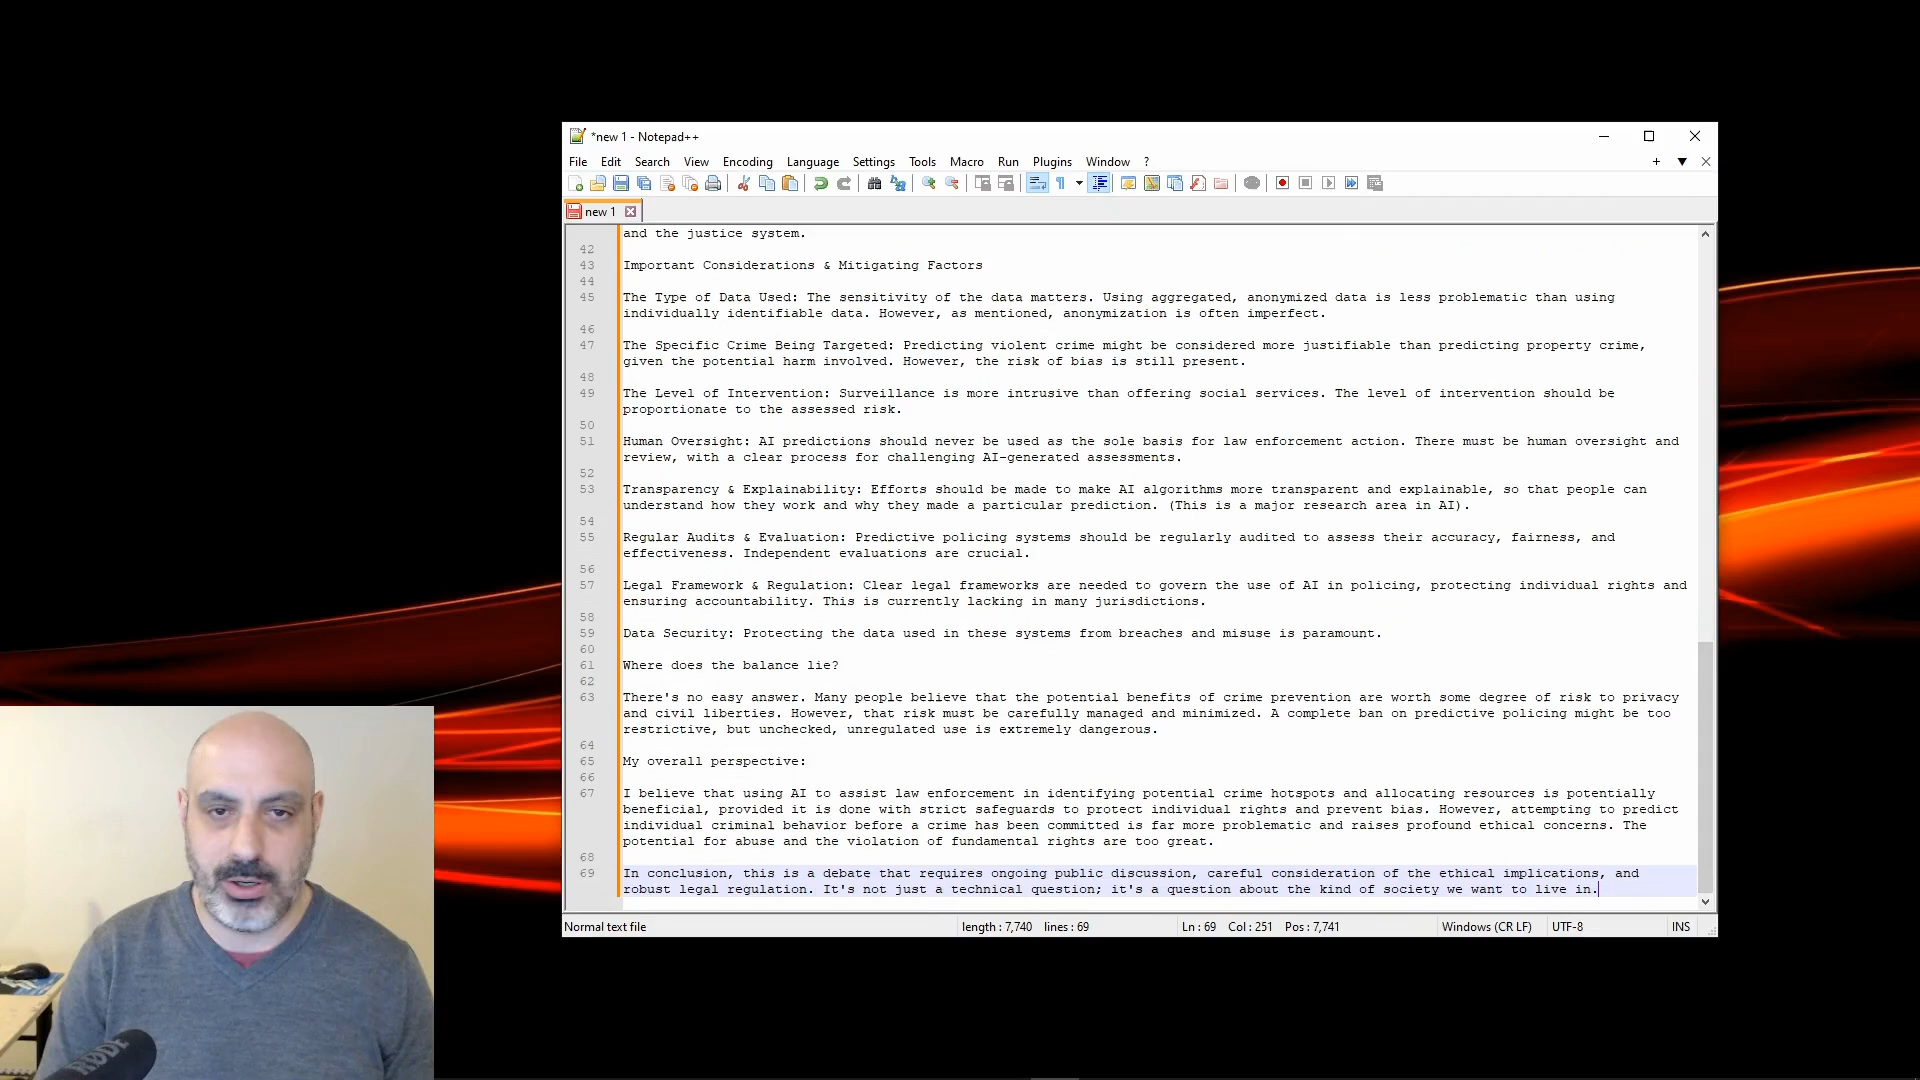 *new 1 - Notepad++
File Edit Search View Encoding Language Settings Tools Macro Run Plugins Window ?
new 1
and the justice system.
42
43 Important Considerations & Mitigating Factors
44
45 The Type of Data Used: The sensitivity of the data matters. Using aggregated, anonymized data is less problematic than using
individually identifiable data. However, as mentioned, anonymization is often imperfect.
46
47 The Specific Crime Being Targeted: Predicting violent crime might be considered more justifiable than predicting property crime,
given the potential harm involved. However, the risk of bias is still present.
48
49 The Level of Intervention: Surveillance is more intrusive than offering social services. The level of intervention should be
proportionate to the assessed risk.
50
51 Human Oversight: AI predictions should never be used as the sole basis for law enforcement action. There must be human oversight and
review, with a clear process for challenging AI-generated assessments.
52
53 Transparency & Explainability: Efforts should be made to make AI algorithms more transparent and explainable, so that people can
understand how they work and why they made a particular prediction. (This is a major research area in AI).
54
55 Regular Audits & Evaluation: Predictive policing systems should be regularly audited to assess their accuracy, fairness, and
effectiveness. Independent evaluations are crucial.
56
57 Legal Framework & Regulation: Clear legal frameworks are needed to govern the use of AI in policing, protecting individual rights and
ensuring accountability. This is currently lacking in many jurisdictions.
58
59 Data Security: Protecting the data used in these systems from breaches and misuse is paramount.
60
61 Where does the balance lie?
62
63 There's no easy answer. Many people believe that the potential benefits of crime prevention are worth some degree of risk to privacy
and civil liberties. However, that risk must be carefully managed and minimized. A complete ban on predictive policing might be too
restrictive, but unchecked, unregulated use is extremely dangerous.
64
65 My overall perspective:
66
67 I believe that using AI to assist law enforcement in identifying potential crime hotspots and allocating resources is potentially
beneficial, provided it is done with strict safeguards to protect individual rights and prevent bias. However, attempting to predict
individual criminal behavior before a crime has been committed is far more problematic and raises profound ethical concerns. The
potential for abuse and the violation of fundamental rights are too great.
68
69 In conclusion, this is a debate that requires ongoing public discussion, careful consideration of the ethical implications, and
robust legal regulation. It's not just a technical question; it's a question about the kind of society we want to live in.
Normal text file length : 7,740 lines : 69 Ln : 69 Col : 251 Pos : 7,741 Windows (CR LF) UTF-8 INS
RODE